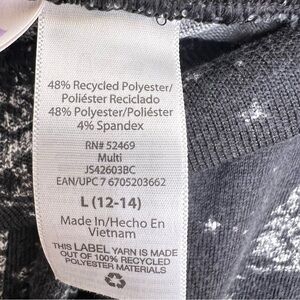 48% Recycled Polyester/
Poliéster Reciclado
48% Polyester/Poliéster
4% Spandex
RN# 52469
Multi
JS42603BC
EAN/UPC 7 6705203662
L (12-14)
Made in/Hecho En
Vietnam
THIS LABEL YARN IS MADE
OUT OF 100% RECYCLED
POLYESTER MATERIALS